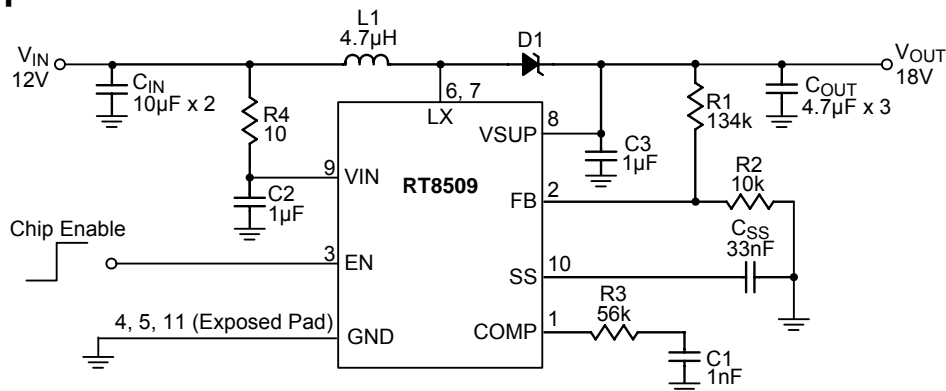 L1
4.7µH
D1
VIN
12V
VOUT
18V
CIN
10µF x 2
6, 7
LX
R4
10
R1
134k
COUT
4.7µF x 3
8
VSUP
C3
1µF
9
VIN
RT8509
2
FB
R2
10k
C2
1µF
Chip Enable
3
EN
CSS
33nF
10
SS
R3
56k
4, 5, 11 (Exposed Pad)
GND
1
COMP
C1
1nF